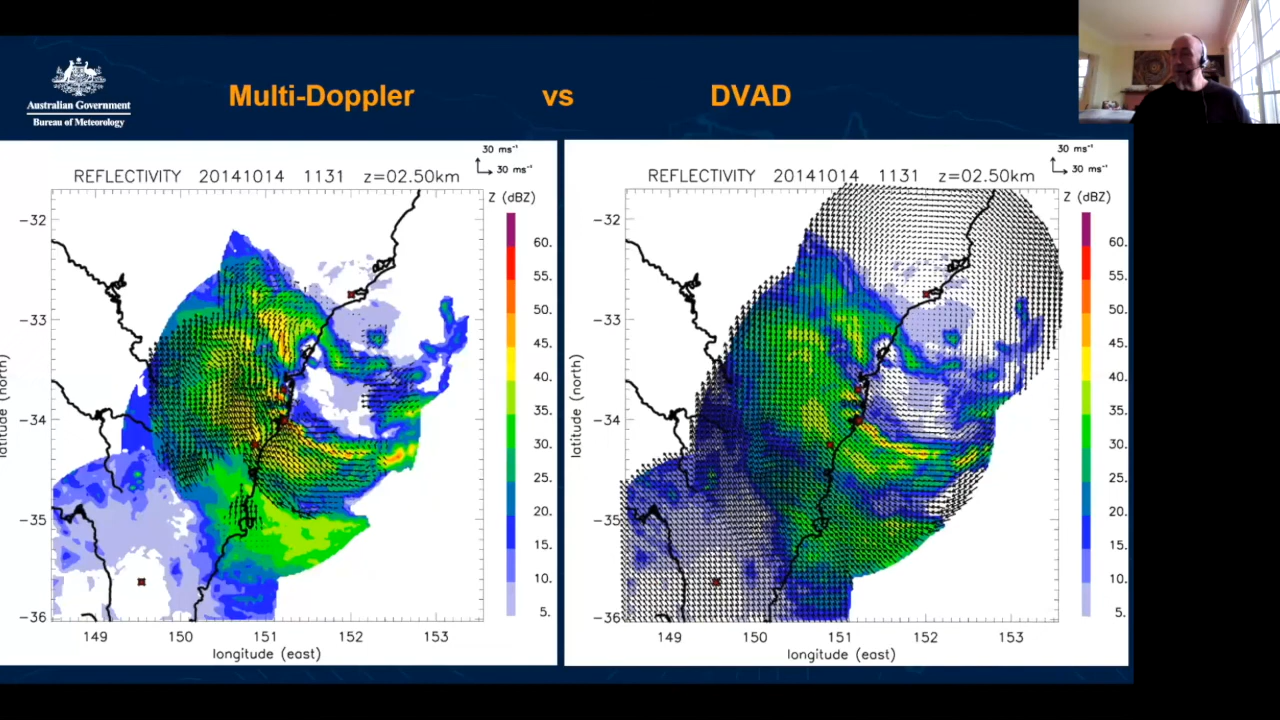 Australian Government
Bureau of Meteorology
Multi-Doppler vs DVAD
30 ms⁻¹
30 ms⁻¹
REFLECTIVITY 20141014 1131 z=02.50km
Z (dBZ)
60.
55.
50.
45.
40.
35.
30.
25.
20.
15.
10.
5.
latitude (north)
-32
-33
-34
-35
-36
149 150 151 152 153
longitude (east)
30 ms⁻¹
30 ms⁻¹
REFLECTIVITY 20141014 1131 z=02.50km
Z (dBZ)
60.
55.
50.
45.
40.
35.
30.
25.
20.
15.
10.
5.
latitude (north)
-32
-33
-34
-35
-36
149 150 151 152 153
longitude (east)